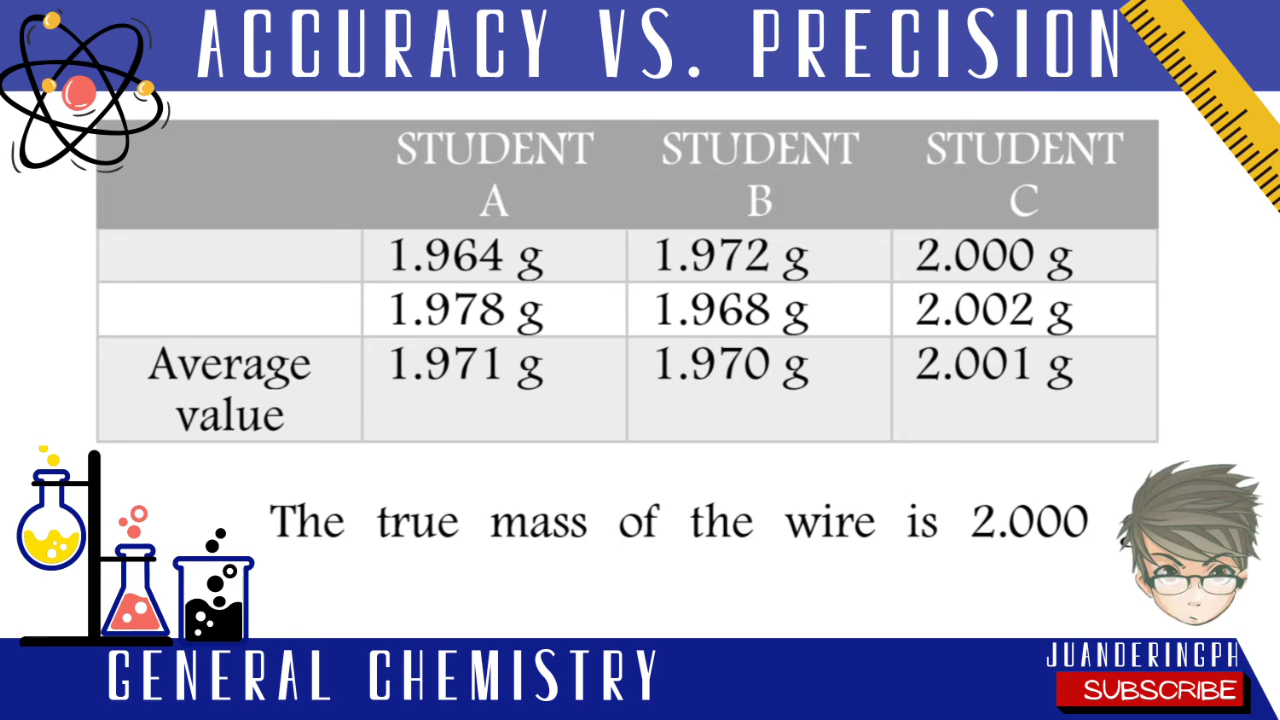 ACCURACY VS. PRECISION
STUDENT A STUDENT B STUDENT C
1.964 g 1.972 g 2.000 g
1.978 g 1.968 g 2.002 g
Average value 1.971 g 1.970 g 2.001 g
The true mass of the wire is 2.000
GENERAL CHEMISTRY
JUANDERINGPH
SUBSCRIBE